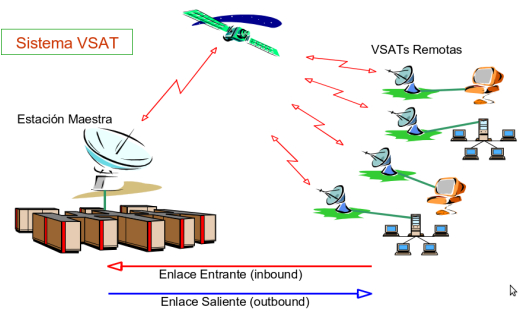 Sistema VSAT
VSATs Remotas
Estación Maestra
Enlace Entrante (inbound)
Enlace Saliente (outbound)